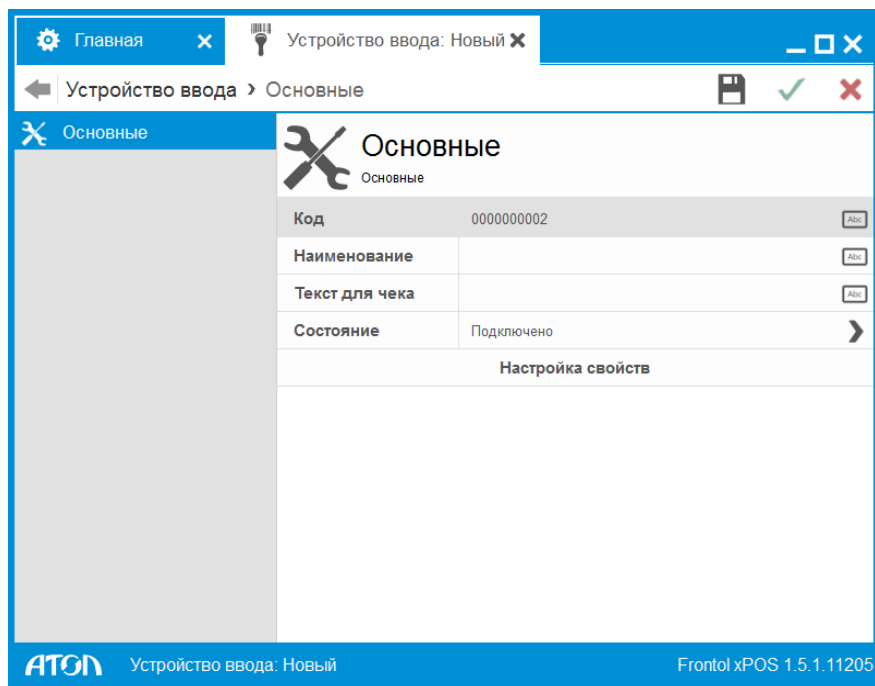 Главная
Устройство ввода: Новый
Устройство ввода > Основные
Основные
Основные
Основные
Код 0000000002 Abc
Наименование Abc
Текст для чека Abc
Состояние Подключено
Настройка свойств
ATOL Устройство ввода: Новый Frontol xPOS 1.5.1.11205